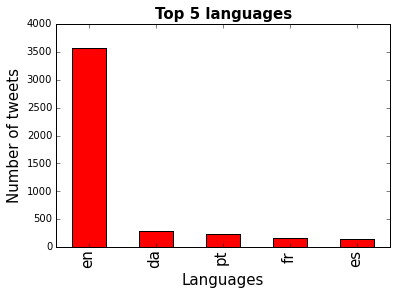 Top 5 languages
Number of tweets
4000
3500
3000
2500
2000
1500
1000
500
0
en
da
pt
fr
es
Languages